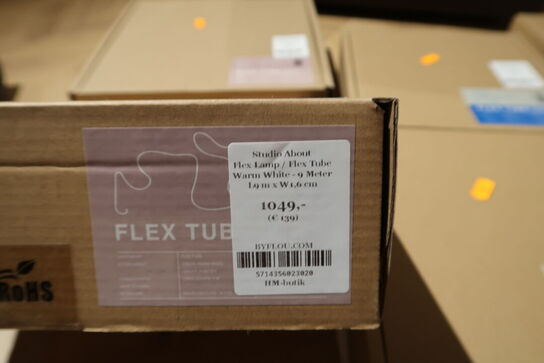 Studio About
Flex Lamp / Flex Tube
Warm White - 9 Meter
L9 m x W1,6 cm
1049,-
(€ 139)
BYFLOU.COM
5714356023020
HM-butik
FLEX TUB
RoHS